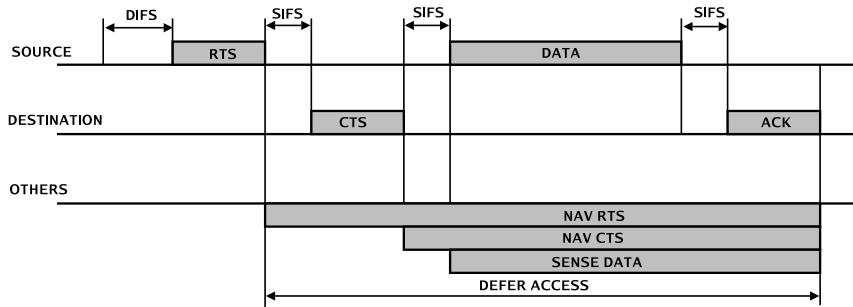 DIFS
SIFS
SIFS
SIFS
SOURCE
RTS
DATA
DESTINATION
CTS
ACK
OTHERS
NAV RTS
NAV CTS
SENSE DATA
DEFER ACCESS